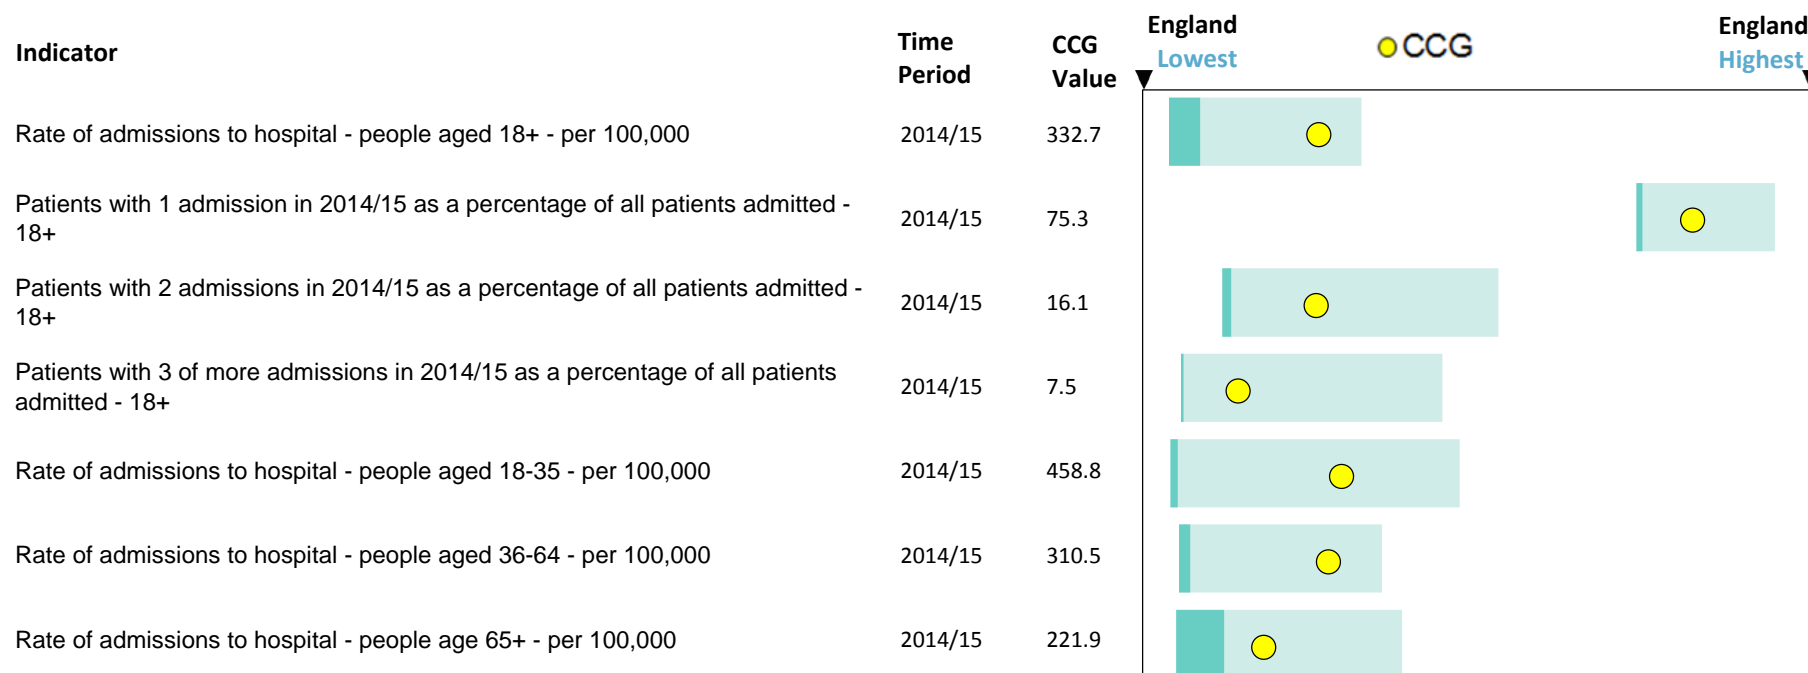 Indicator
Time
Period
CCG
Value
England
Lowest
CCG
England
Highest
Rate of admissions to hospital - people aged 18+ - per 100,000
2014/15
332.7
Patients with 1 admission in 2014/15 as a percentage of all patients admitted -
18+
2014/15
75.3
Patients with 2 admissions in 2014/15 as a percentage of all patients admitted -
18+
2014/15
16.1
Patients with 3 of more admissions in 2014/15 as a percentage of all patients
admitted - 18+
2014/15
7.5
Rate of admissions to hospital - people aged 18-35 - per 100,000
2014/15
458.8
Rate of admissions to hospital - people aged 36-64 - per 100,000
2014/15
310.5
Rate of admissions to hospital - people age 65+ - per 100,000
2014/15
221.9